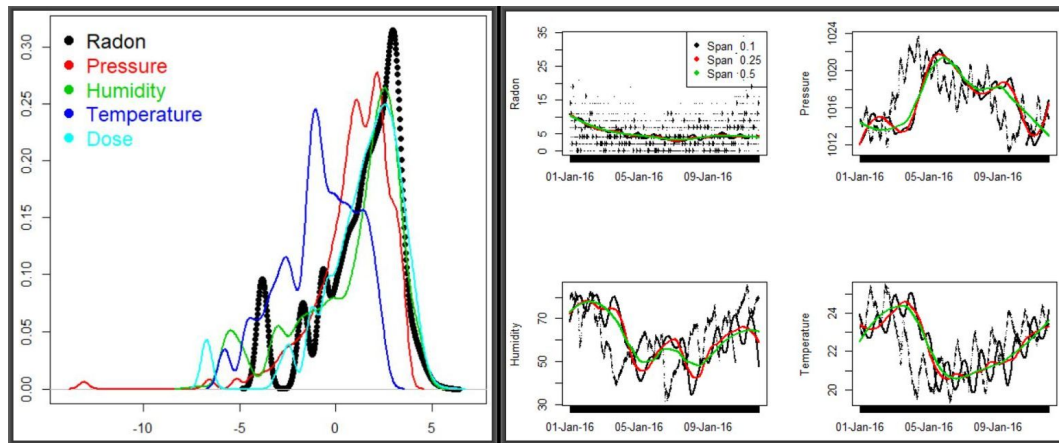 Radon
Pressure
Humidity
Temperature
Dose
0.30
0.25
0.20
0.15
0.10
0.05
0.00
-10
-5
0
5
Radon
35
25
15
10
5
0
Span 0.1
Span 0.25
Span 0.5
01-Jan-16
05-Jan-16
09-Jan-16
Pressure
1020
1016
1012
01-Jan-16
05-Jan-16
09-Jan-16
Humidity
70
50
30
01-Jan-16
05-Jan-16
09-Jan-16
Temperature
24
22
20
01-Jan-16
05-Jan-16
09-Jan-16